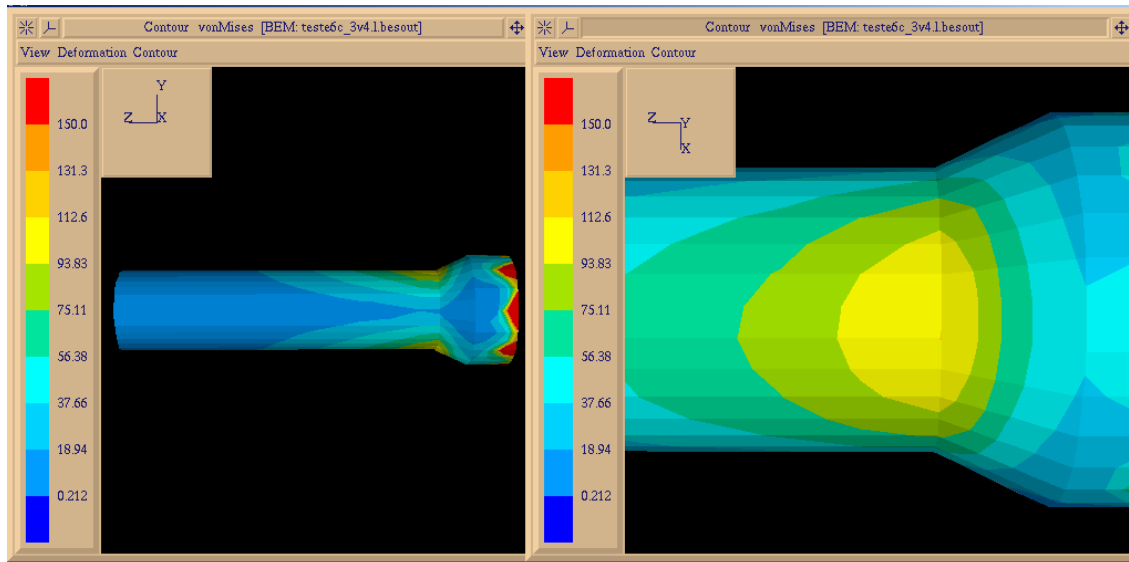 Contour vonMises [BEM: teste6c_3v4.l.besout]
View Deformation Contour
Y
Z X
150.0
131.3
112.6
93.83
75.11
56.38
37.66
18.94
0.212
Contour vonMises [BEM: teste6c_3v4.l.besout]
View Deformation Contour
Z Y
X
150.0
131.3
112.6
93.83
75.11
56.38
37.66
18.94
0.212